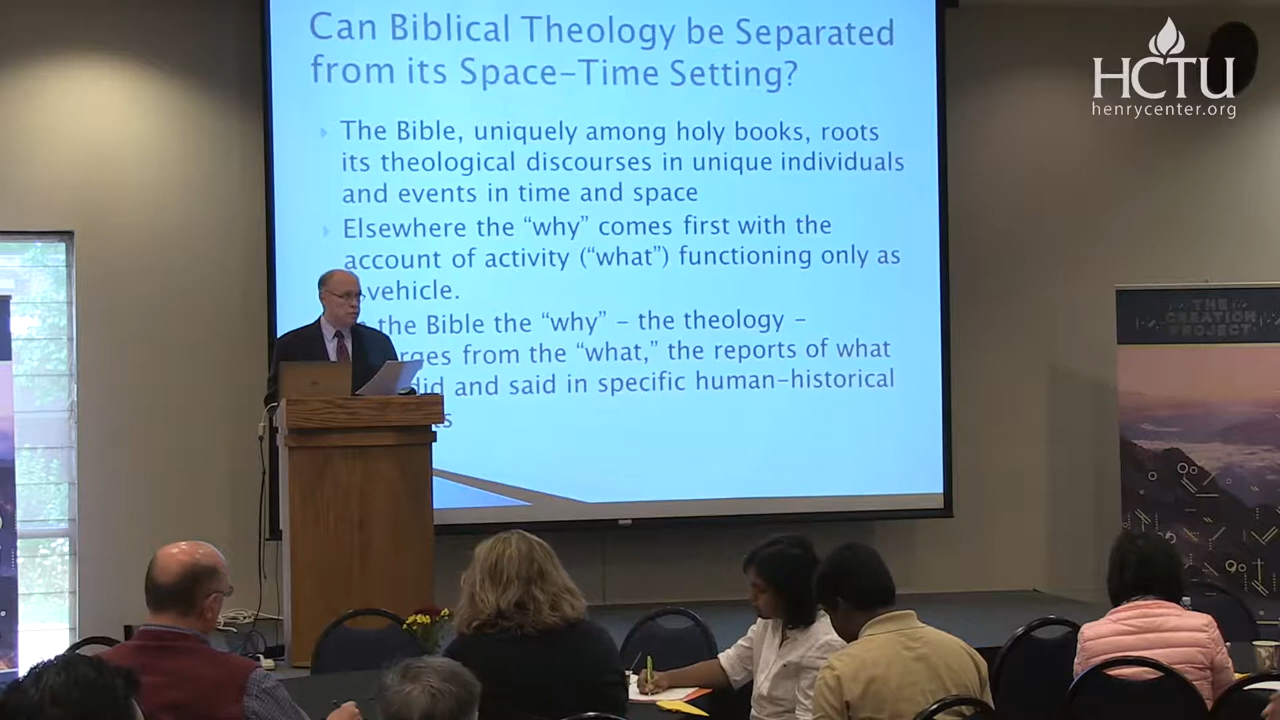 Can Biblical Theology be Separated
from its Space-Time Setting?
The Bible, uniquely among holy books, roots
its theological discourses in unique individuals
and events in time and space
Elsewhere the “why” comes first with the
account of activity (“what”) functioning only as
vehicle.
the Bible the “why” – the theology –
rges from the “what,” the reports of what
did and said in specific human-historical
ts
HCTU
henrycenter.org
THE
CREATION
PROJECT